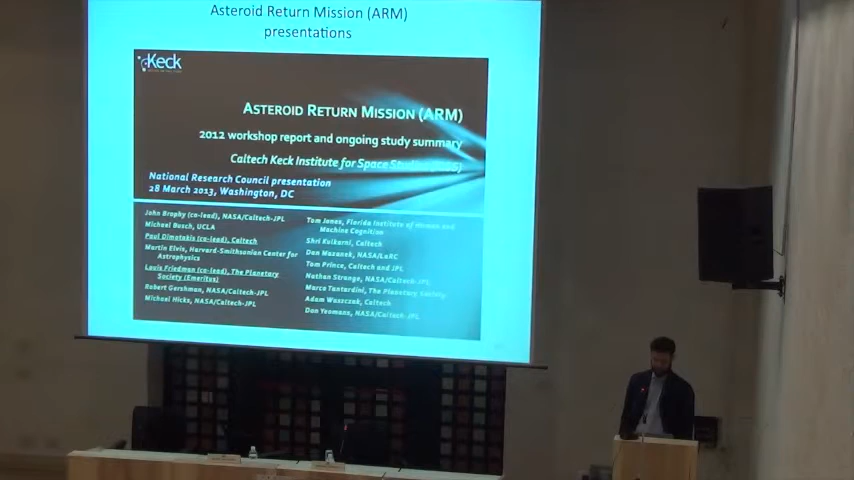 Asteroid Return Mission (ARM)
presentations
Keck
ASTEROID RETURN MISSION (ARM)
2012 workshop report and ongoing study summary
Caltech Keck Institute for Space Studies (KISS)
National Research Council presentation
28 March 2013, Washington, DC
John Brophy (co-lead), NASA/Caltech-JPL
Michael Busch, UCLA
Paul Dimotakis (co-lead), Caltech
Martin Elvis, Harvard-Smithsonian Center for
Astrophysics
Louis Friedman (co-lead), The Planetary
Society (Emeritus)
Robert Gershman, NASA/Caltech-JPL
Michael Hicks, NASA/Caltech-JPL
Tom Jones, Florida Institute of Human and
Machine Cognition
Shri Kulkarni, Caltech
Dan Mazanek, NASA/LaRC
Tom Prince, Caltech and JPL
Nathan Strange, NASA/Caltech-JPL
Marco Tantardini, The Planetary Society
Adam Waszczak, Caltech
Don Yeomans, NASA/Caltech-JPL